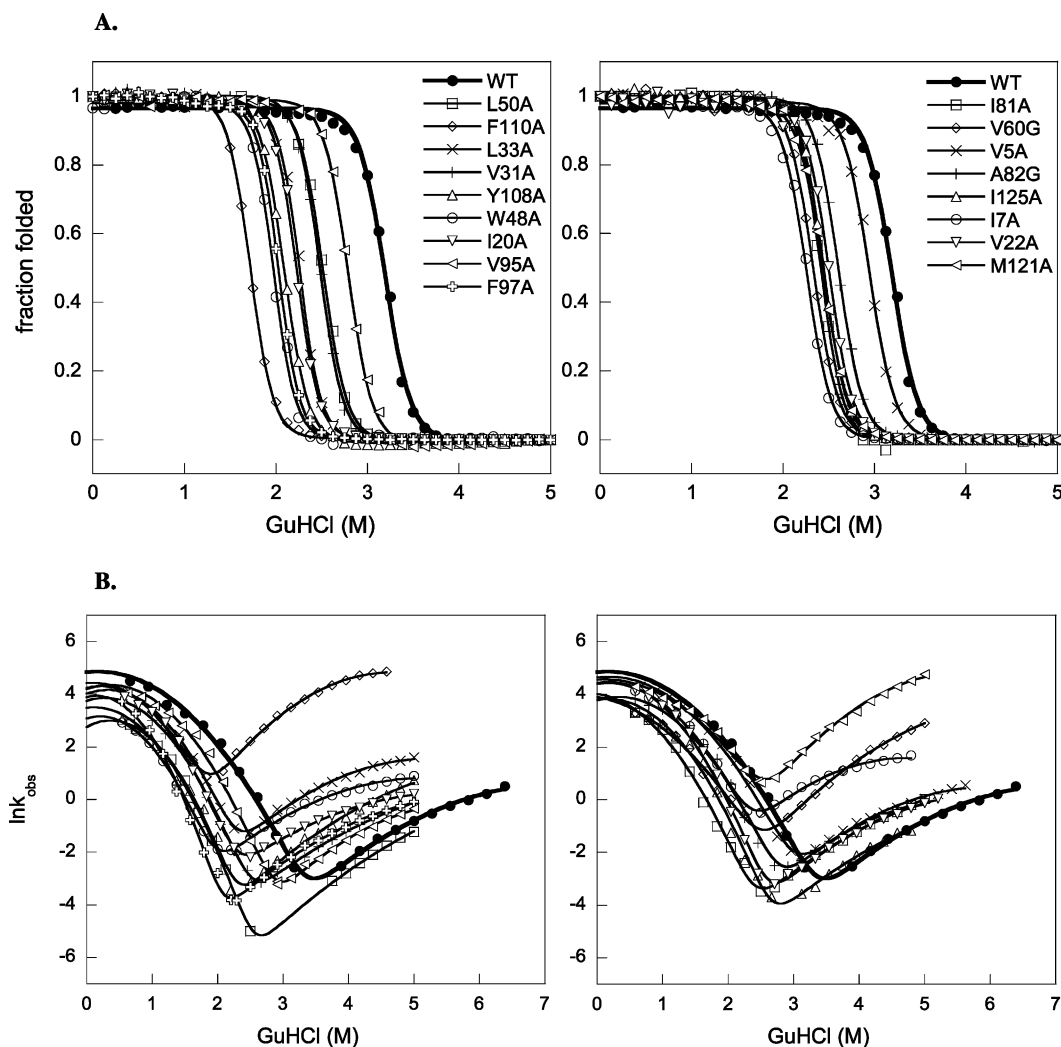 A.
WT
L50A
F110A
L33A
V31A
Y108A
W48A
I20A
V95A
F97A
fraction folded
1
0.8
0.6
0.4
0.2
0
0 1 2 3 4 5
GuHCl (M)
WT
I81A
V60G
V5A
A82G
I125A
I7A
V22A
M121A
1
0.8
0.6
0.4
0.2
0
0 1 2 3 4 5
GuHCl (M)
B.
lnkobs
6
4
2
0
-2
-4
-6
0 1 2 3 4 5 6 7
GuHCl (M)
6
4
2
0
-2
-4
-6
0 1 2 3 4 5 6 7
GuHCl (M)